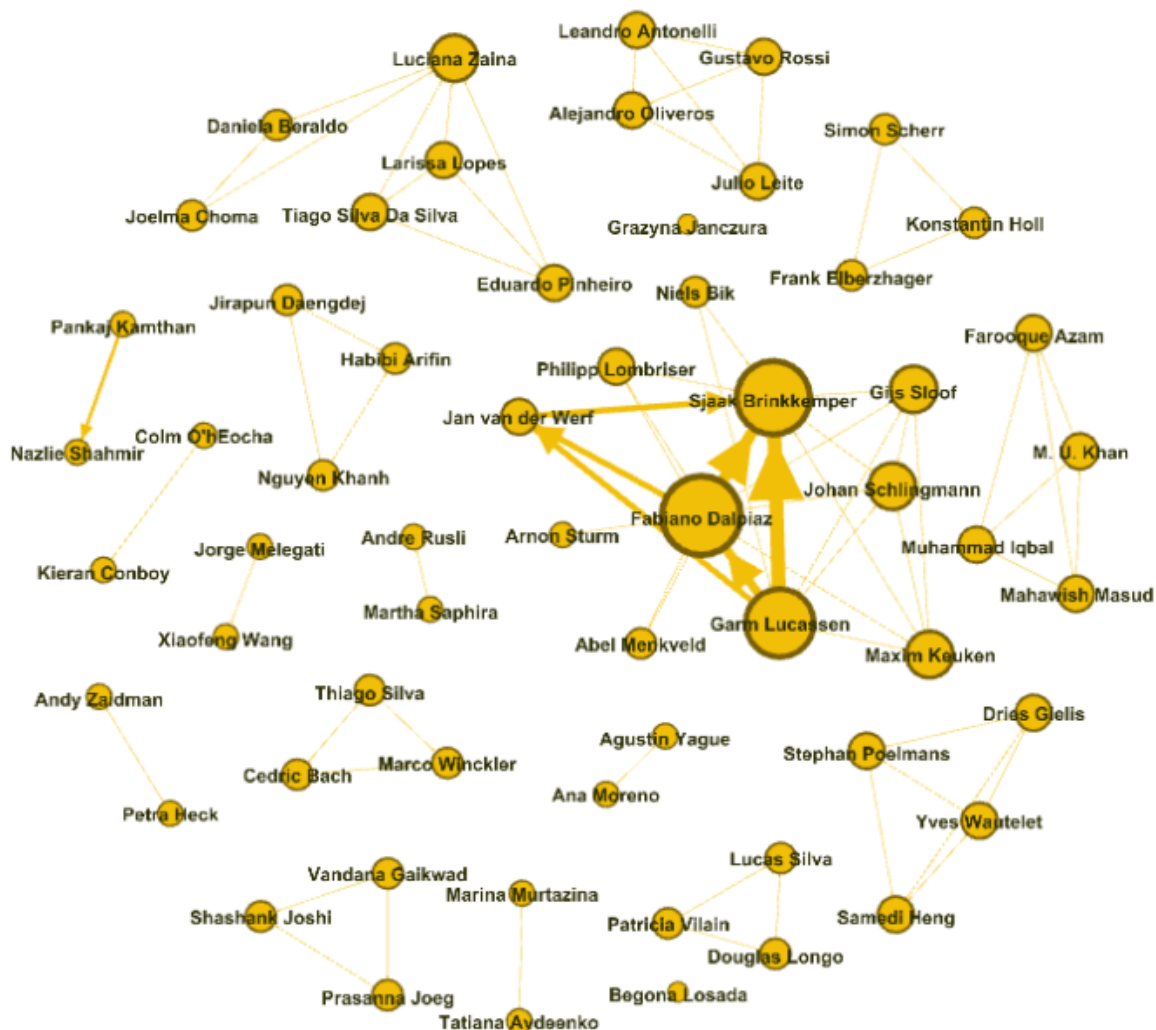 Leandro Antonelli
Luciana Zaina
Gustavo Rossi
Alejandro Oliveros
Daniela Beraldo
Simon Scherr
Larissa Lopes
Julio Leite
Joelma Choma
Tiago Silva Da Silva
Grazyna Janczura
Konstantin Holl
Frank Elberzhager
Eduardo Pinheiro
Niels Bik
Jirapun Daengdej
Pankaj Kamthan
Farooque Azam
Habibi Arifin
Philipp Lombriser
Sjaak Brinkkemper
Gijs Sloof
Jan van der Werf
Colm O'hEocha
Nazlie Shahmir
M. U. Khan
Nguyen Khanh
Johan Schlingmann
Fabiano Dalpiaz
Arnon Sturm
Andre Rusli
Jorge Melegati
Muhammad Iqbal
Kieran Conboy
Mahawish Masud
Martha Saphira
Garm Lucassen
Xiaofeng Wang
Abel Menkveld
Maxim Keuken
Thiago Silva
Andy Zaidman
Dries Gielis
Agustin Yague
Stephan Poelmans
Marco Winckler
Cedric Bach
Ana Moreno
Petra Heck
Yves Wautelet
Lucas Silva
Vandana Gaikwad
Marina Murtazina
Shashank Joshi
Patricia Vilain
Samedi Heng
Douglas Longo
Begona Losada
Prasanna Joeg
Tatiana Avdeenko